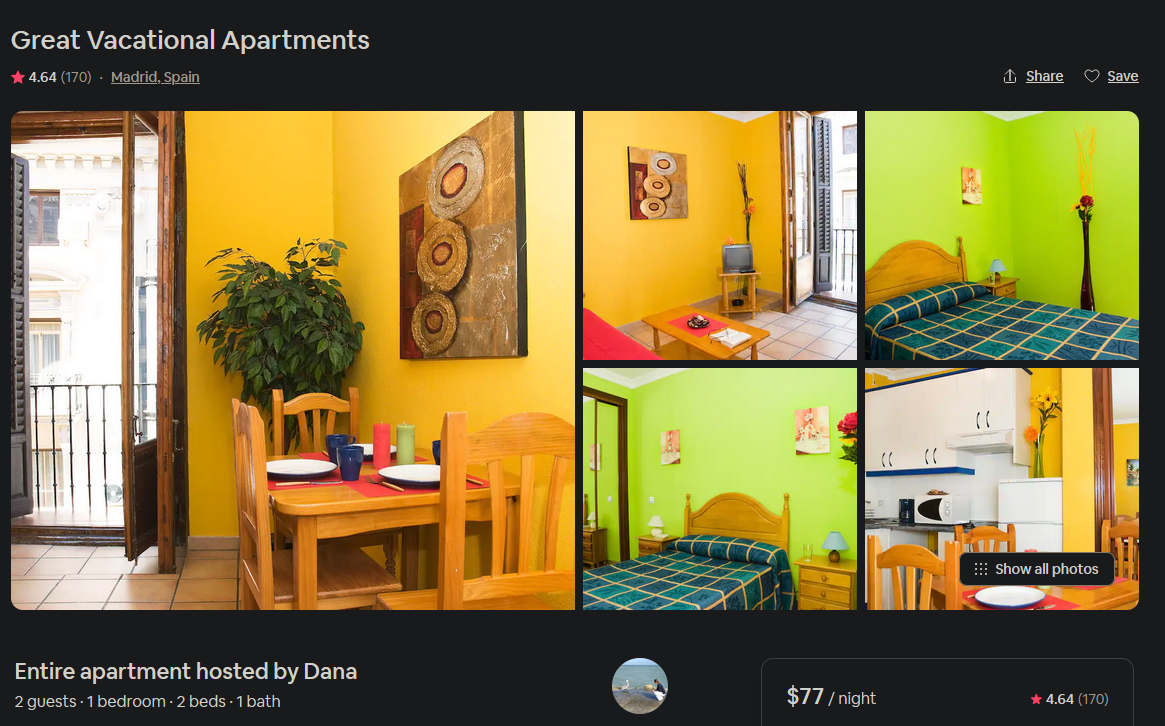 Great Vacational Apartments
4.64 (170) · Madrid, Spain
Share
Save
Show all photos
Entire apartment hosted by Dana
2 guests · 1 bedroom · 2 beds · 1 bath
$77 / night
4.64 (170)